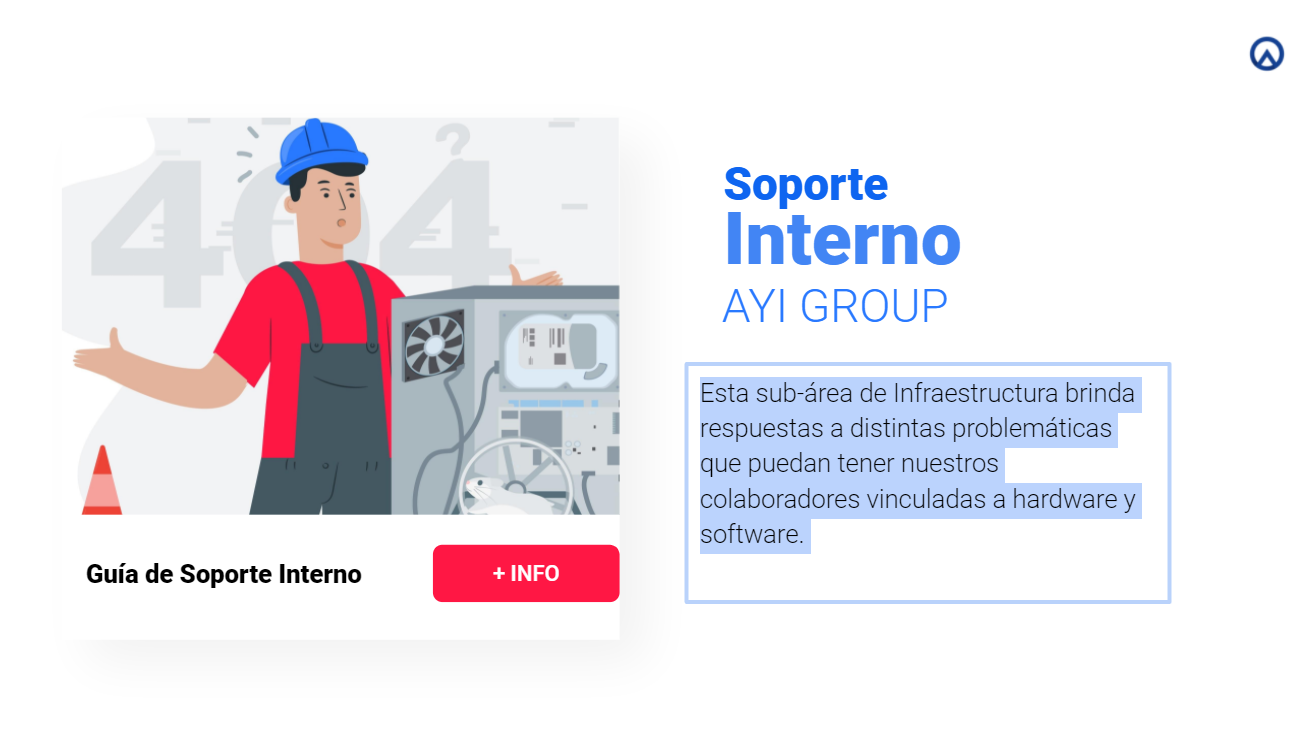 404
?
Soporte
Interno
AYI GROUP
Esta sub-área de Infraestructura brinda
respuestas a distintas problemáticas
que puedan tener nuestros
colaboradores vinculadas a hardware y
software.
Guía de Soporte Interno
+ INFO